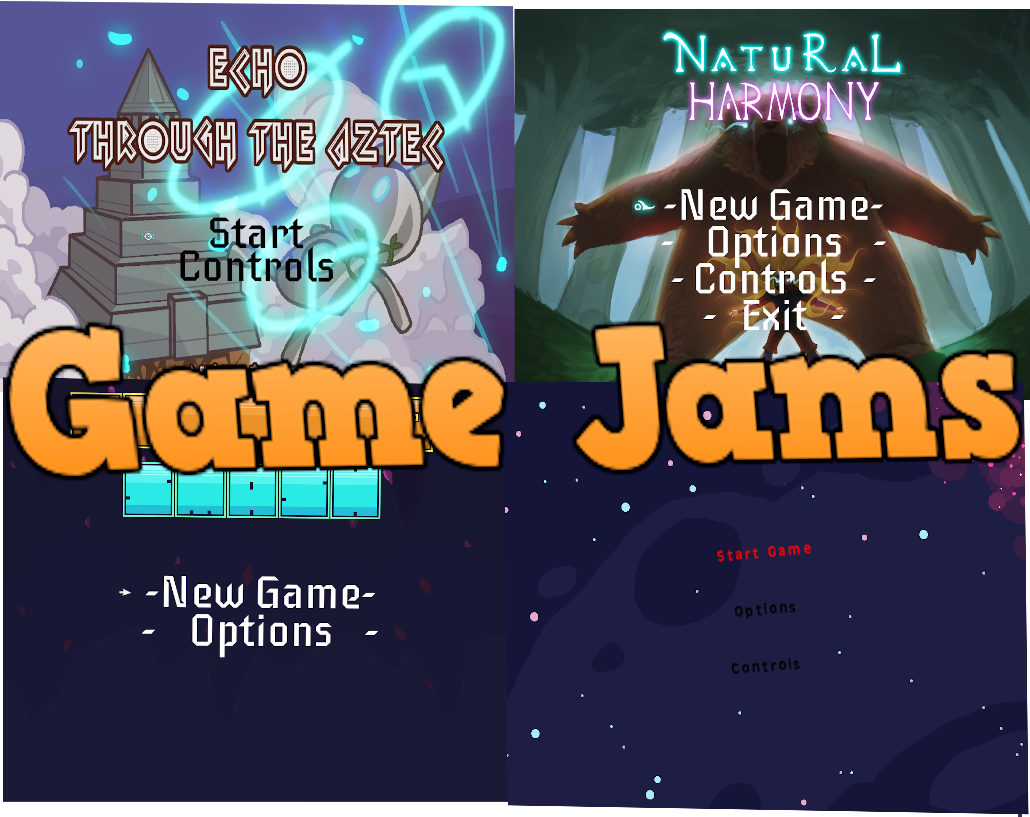 ECHO
THROUGH THE AZTEC
Start
Controls
NATURAL
HARMONY
-New Game-
- Options -
- Controls -
- Exit -
Game Jams
-New Game-
- Options -
Start Game
Options
Controls